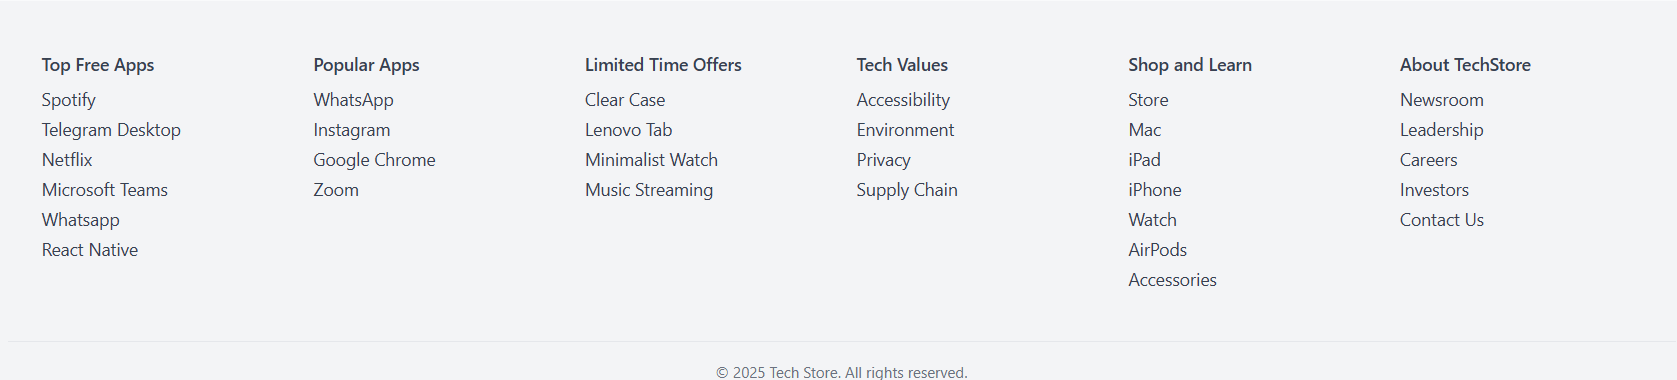 Top Free Apps
Spotify
Telegram Desktop
Netflix
Microsoft Teams
Whatsapp
React Native
Popular Apps
WhatsApp
Instagram
Google Chrome
Zoom
Limited Time Offers
Clear Case
Lenovo Tab
Minimalist Watch
Music Streaming
Tech Values
Accessibility
Environment
Privacy
Supply Chain
Shop and Learn
Store
Mac
iPad
iPhone
Watch
AirPods
Accessories
About TechStore
Newsroom
Leadership
Careers
Investors
Contact Us
© 2025 Tech Store. All rights reserved.